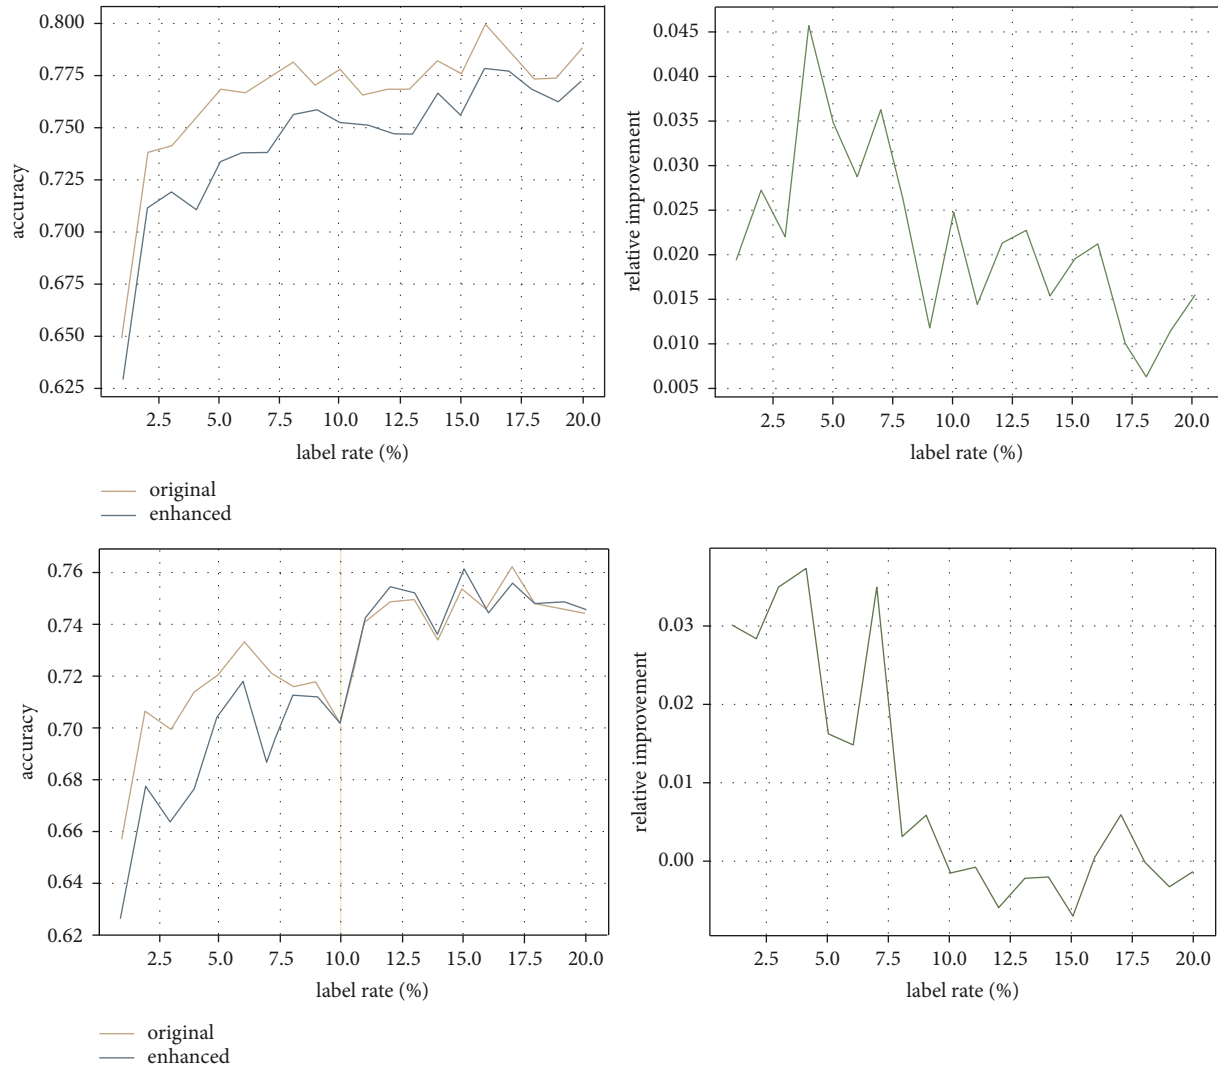 0.800
0.775
0.750
0.725
0.700
0.675
0.650
0.625
accuracy
2.5 5.0 7.5 10.0 12.5 15.0 17.5 20.0
label rate (%)
original
enhanced
0.045
0.040
0.035
0.030
0.025
0.020
0.015
0.010
0.005
relative improvement
2.5 5.0 7.5 10.0 12.5 15.0 17.5 20.0
label rate (%)
0.76
0.74
0.72
0.70
0.68
0.66
0.64
0.62
accuracy
2.5 5.0 7.5 10.0 12.5 15.0 17.5 20.0
label rate (%)
original
enhanced
0.03
0.02
0.01
0.00
relative improvement
2.5 5.0 7.5 10.0 12.5 15.0 17.5 20.0
label rate (%)